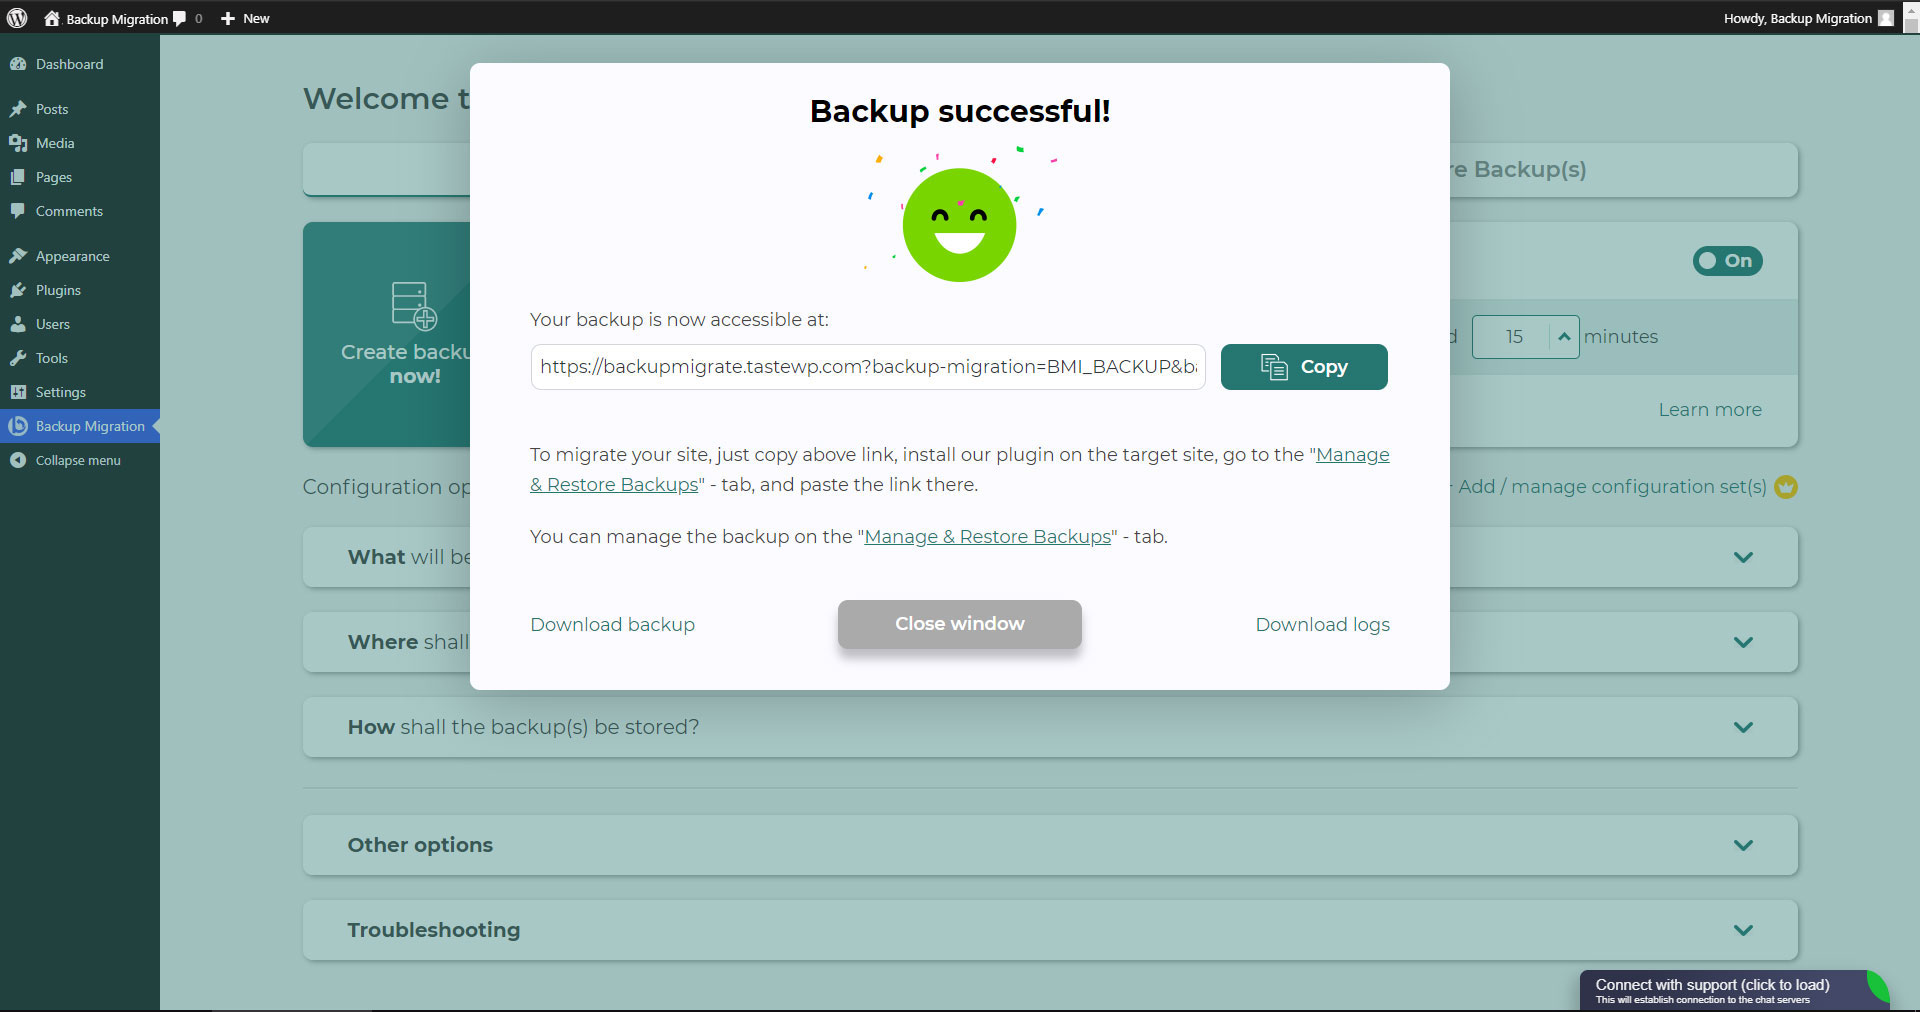 Backup Migration 0 New Howdy, Backup Migration
Dashboard
Posts
Media
Pages
Comments
Appearance
Plugins
Users
Tools
Settings
Backup Migration
Collapse menu
Welcome
Backup(s)
On
Create
now!
15 minutes
Learn more
Configuration
Add / manage configuration set(s)
What will
Where shall
How shall the backup(s) be stored?
Other options
Troubleshooting
Backup successful!
Your backup is now accessible at:
https://backupmigrate.tastewp.com?backup-migration=BMI_BACKUP&ba
Copy
To migrate your site, just copy above link, install our plugin on the target site, go to the "Manage
& Restore Backups" - tab, and paste the link there.
You can manage the backup on the "Manage & Restore Backups" - tab.
Download backup
Close window
Download logs
Connect with support (click to load)
This will establish connection to the chat servers